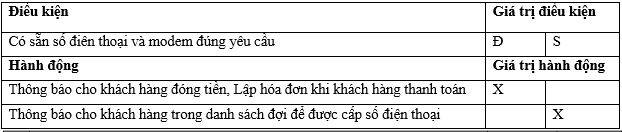 Điều kiện Giá trị điều kiện
Có sẵn số điện thoại và modem đúng yêu cầu Đ S
Hành động Giá trị hành động
Thông báo cho khách hàng đóng tiền, Lập hóa đơn khi khách hàng thanh toán X
Thông báo cho khách hàng trong danh sách đợi để được cấp số điện thoại X